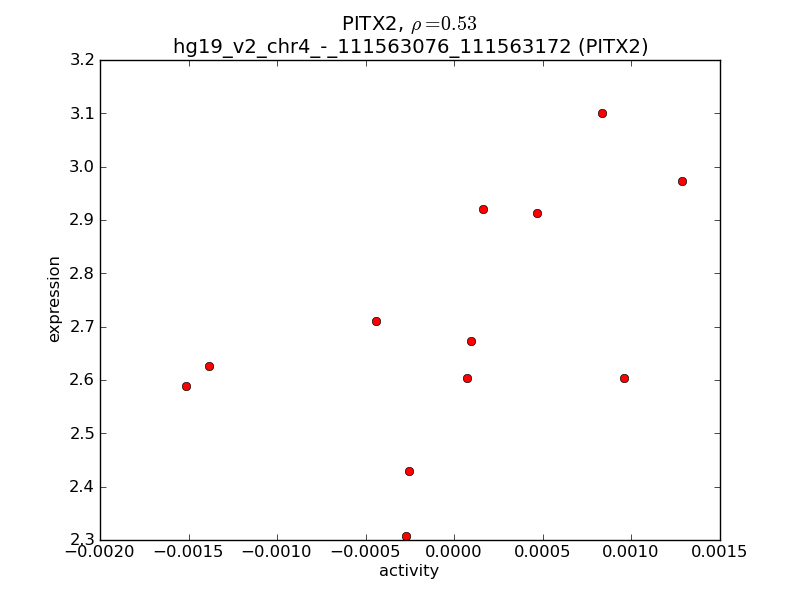 PITX2, ρ=0.53
hg19_v2_chr4_-_111563076_111563172 (PITX2)
3.2
3.1
3.0
2.9
2.8
2.7
2.6
2.5
2.4
2.3
expression
−0.0020 −0.0015 −0.0010 −0.0005 0.0000 0.0005 0.0010 0.0015
activity